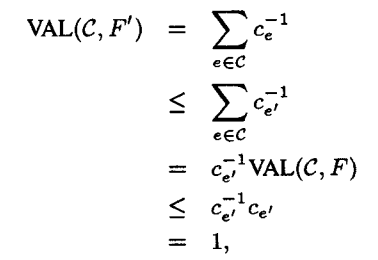 VAL(𝒞, F′) = ∑_{e∈𝒞} c_e^{-1}
≤ ∑_{e∈𝒞} c_{e′}^{-1}
= c_{e′}^{-1} VAL(𝒞, F)
≤ c_{e′}^{-1} c_{e′}
= 1,